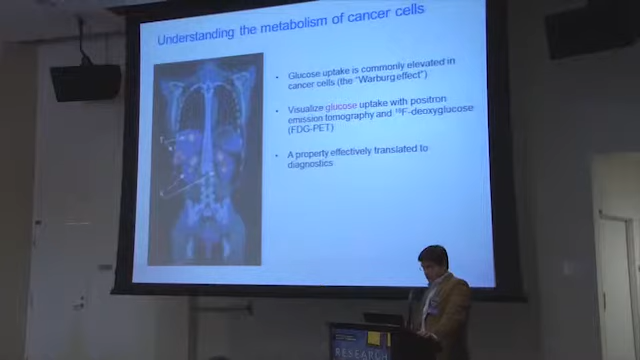 Understanding the metabolism of cancer cells
• Glucose uptake is commonly elevated in
cancer cells (the “Warburg effect”)
• Visualize glucose uptake with positron
emission tomography and ¹⁸F-deoxyglucose
(FDG-PET)
• A property effectively translated to
diagnostics
RESEARCH